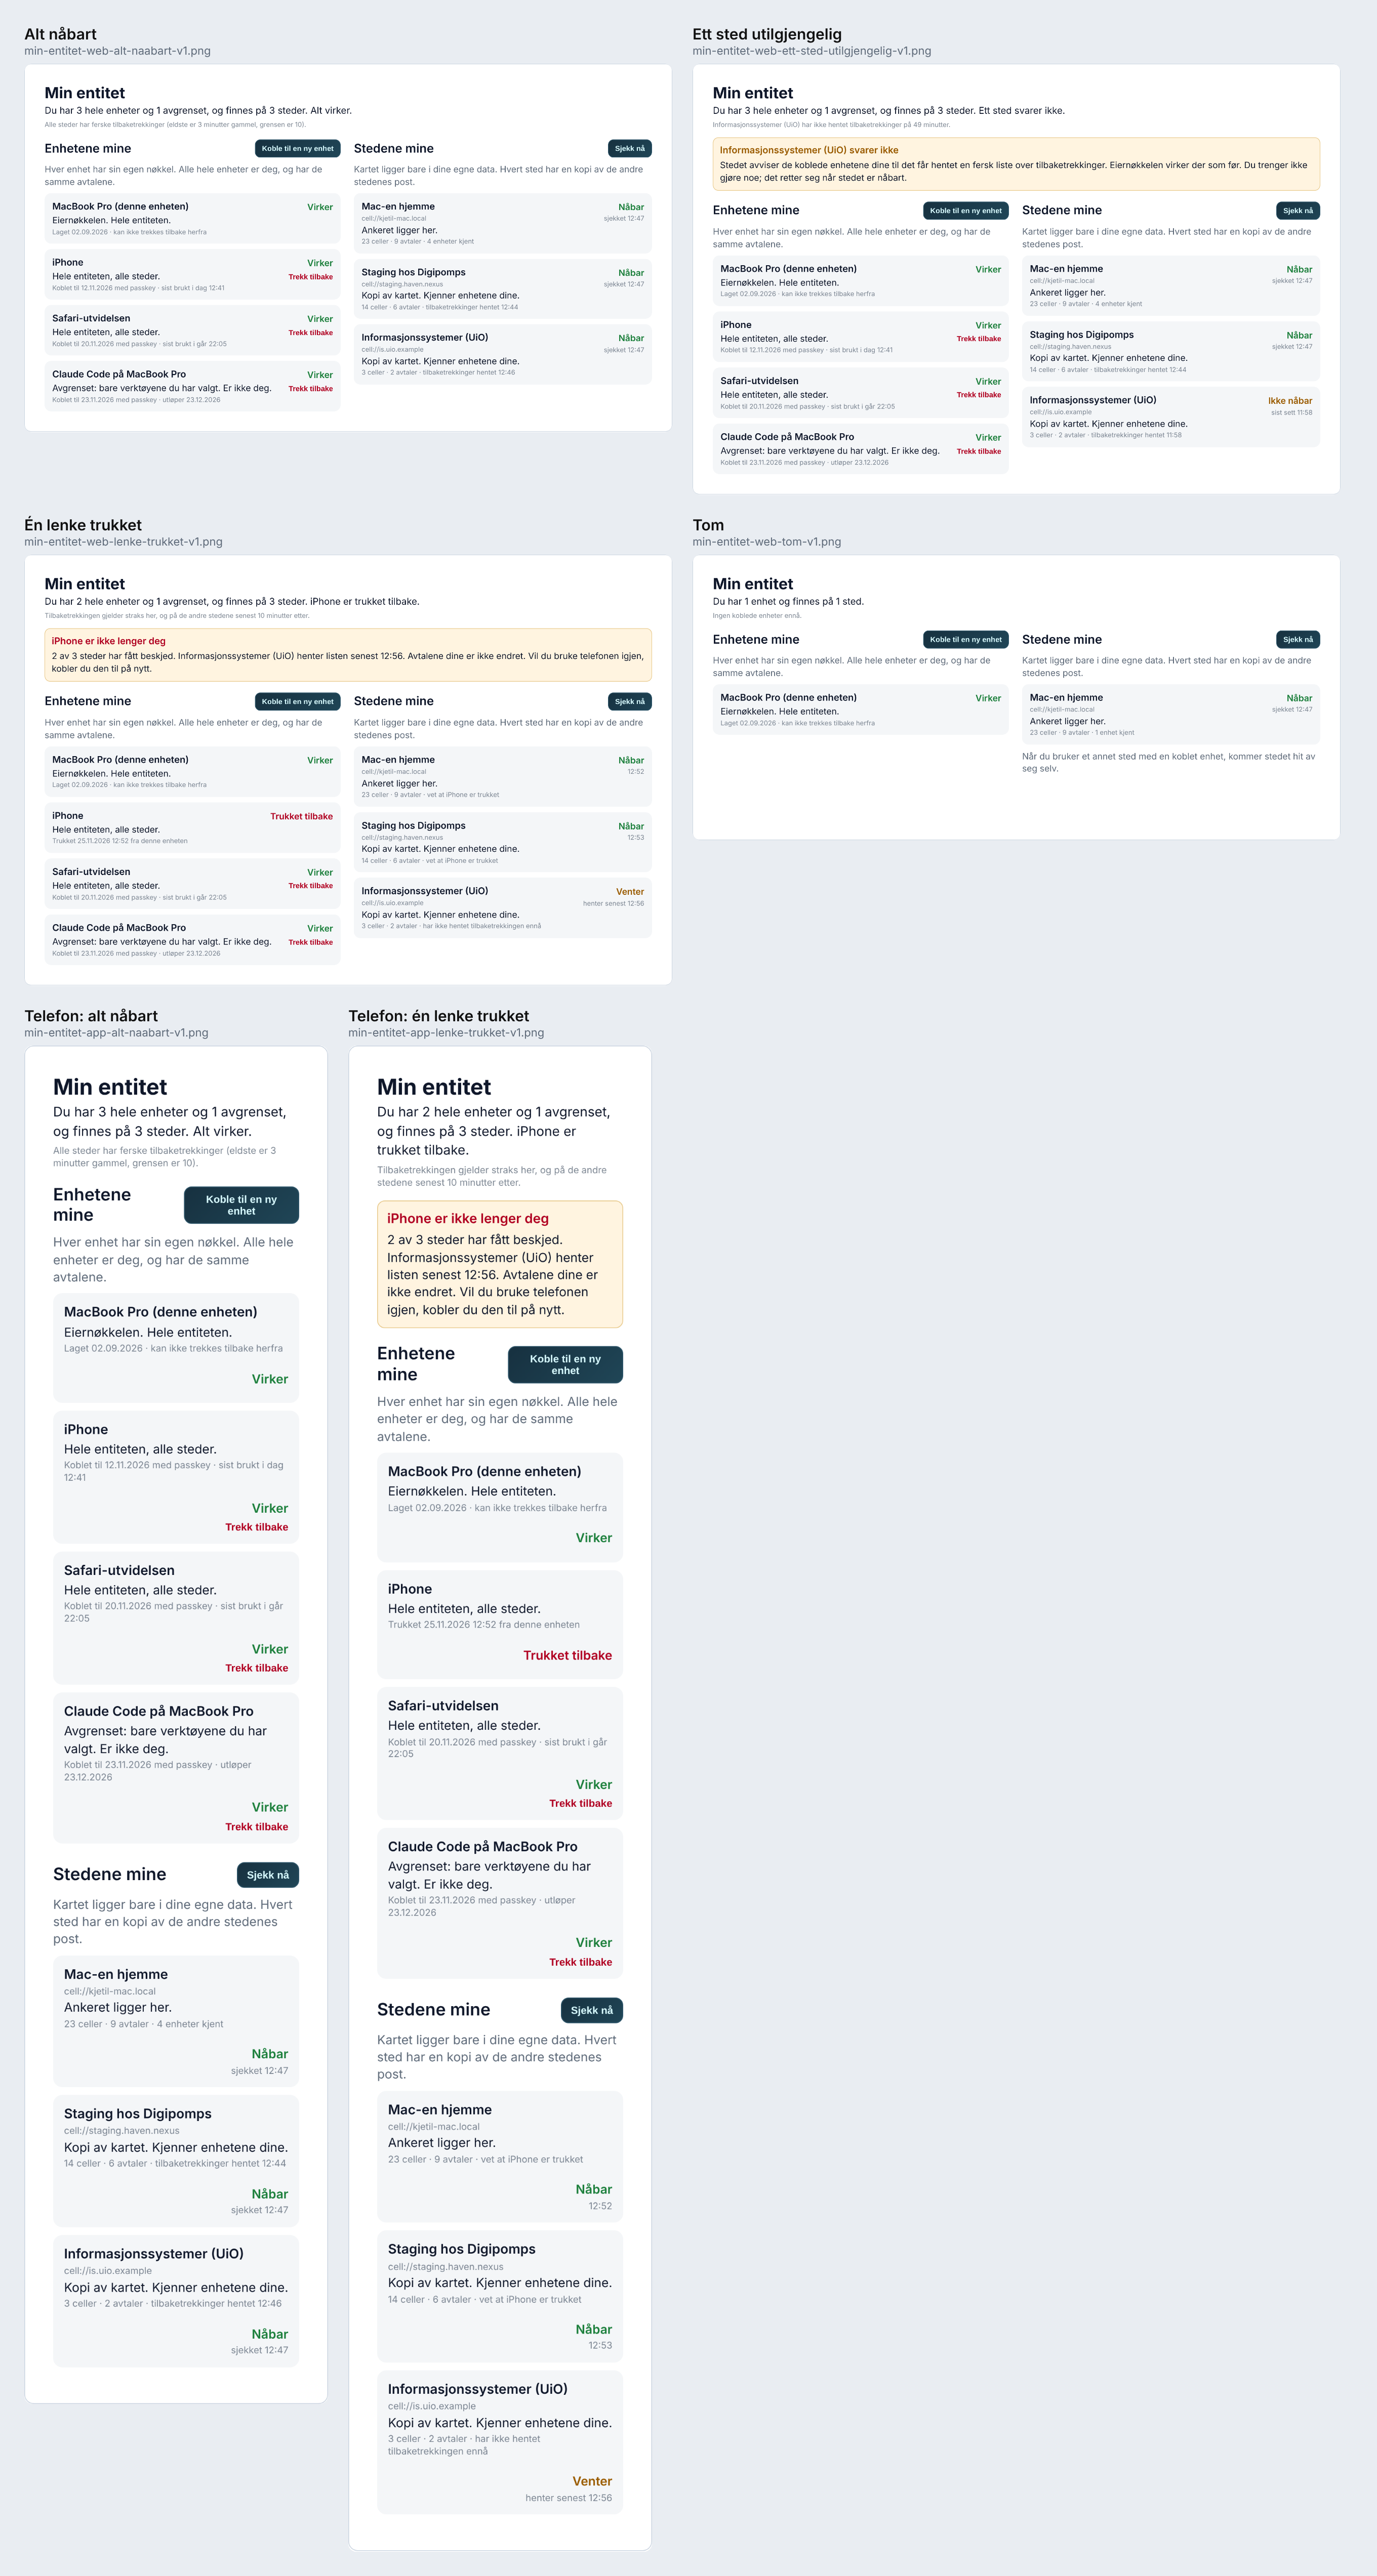 Alt nåbart
min-entitet-web-alt-naabart-v1.png
Min entitet
Du har 3 hele enheter og 1 avgrenset, og finnes på 3 steder. Alt virker.
Alle steder har ferske tilbaketrekkinger (eldste er 3 minutter gammel, grensen er 10).
Enhetene mine
Koble til en ny enhet
Hver enhet har sin egen nøkkel. Alle hele enheter er deg, og har de
samme avtalene.
MacBook Pro (denne enheten)
Virker
Eiernøkkelen. Hele entiteten.
Laget 02.09.2026 · kan ikke trekkes tilbake herfra
iPhone
Virker
Hele entiteten, alle steder.
Trekk tilbake
Koblet til 12.11.2026 med passkey · sist brukt i dag 12:41
Safari-utvidelsen
Virker
Hele entiteten, alle steder.
Trekk tilbake
Koblet til 20.11.2026 med passkey · sist brukt i går 22:05
Claude Code på MacBook Pro
Virker
Avgrenset: bare verktøyene du har valgt. Er ikke deg.
Trekk tilbake
Koblet til 23.11.2026 med passkey · utløper 23.12.2026
Stedene mine
Sjekk nå
Kartet ligger bare i dine egne data. Hvert sted har en kopi av de andre
stedenes post.
Mac-en hjemme
Nåbar
cell://kjetil-mac.local
sjekket 12:47
Ankeret ligger her.
23 celler · 9 avtaler · 4 enheter kjent
Staging hos Digipomps
Nåbar
cell://staging.haven.nexus
sjekket 12:47
Kopi av kartet. Kjenner enhetene dine.
14 celler · 6 avtaler · tilbaketrekkinger hentet 12:44
Informasjonssystemer (UiO)
Nåbar
cell://is.uio.example
sjekket 12:47
Kopi av kartet. Kjenner enhetene dine.
3 celler · 2 avtaler · tilbaketrekkinger hentet 12:46
Ett sted utilgjengelig
min-entitet-web-ett-sted-utilgjengelig-v1.png
Min entitet
Du har 3 hele enheter og 1 avgrenset, og finnes på 3 steder. Ett sted svarer ikke.
Informasjonssystemer (UiO) har ikke hentet tilbaketrekkinger på 49 minutter.
Informasjonssystemer (UiO) svarer ikke
Stedet avviser de koblede enhetene dine til det får hentet en fersk liste over tilbaketrekkinger. Eiernøkkelen virker der som før. Du trenger ikke
gjøre noe; det retter seg når stedet er nåbart.
Enhetene mine
Koble til en ny enhet
Hver enhet har sin egen nøkkel. Alle hele enheter er deg, og har de
samme avtalene.
MacBook Pro (denne enheten)
Virker
Eiernøkkelen. Hele entiteten.
Laget 02.09.2026 · kan ikke trekkes tilbake herfra
iPhone
Virker
Hele entiteten, alle steder.
Trekk tilbake
Koblet til 12.11.2026 med passkey · sist brukt i dag 12:41
Safari-utvidelsen
Virker
Hele entiteten, alle steder.
Trekk tilbake
Koblet til 20.11.2026 med passkey · sist brukt i går 22:05
Claude Code på MacBook Pro
Virker
Avgrenset: bare verktøyene du har valgt. Er ikke deg.
Trekk tilbake
Koblet til 23.11.2026 med passkey · utløper 23.12.2026
Stedene mine
Sjekk nå
Kartet ligger bare i dine egne data. Hvert sted har en kopi av de andre
stedenes post.
Mac-en hjemme
Nåbar
cell://kjetil-mac.local
sjekket 12:47
Ankeret ligger her.
23 celler · 9 avtaler · 4 enheter kjent
Staging hos Digipomps
Nåbar
cell://staging.haven.nexus
sjekket 12:47
Kopi av kartet. Kjenner enhetene dine.
14 celler · 6 avtaler · tilbaketrekkinger hentet 12:44
Informasjonssystemer (UiO)
Ikke nåbar
cell://is.uio.example
sist sett 11:58
Kopi av kartet. Kjenner enhetene dine.
3 celler · 2 avtaler · tilbaketrekkinger hentet 11:58
Én lenke trukket
min-entitet-web-lenke-trukket-v1.png
Min entitet
Du har 2 hele enheter og 1 avgrenset, og finnes på 3 steder. iPhone er trukket tilbake.
Tilbaketrekkingen gjelder straks her, og på de andre stedene senest 10 minutter etter.
iPhone er ikke lenger deg
2 av 3 steder har fått beskjed. Informasjonssystemer (UiO) henter listen senest 12:56. Avtalene dine er ikke endret. Vil du bruke telefonen igjen,
kobler du den til på nytt.
Enhetene mine
Koble til en ny enhet
Hver enhet har sin egen nøkkel. Alle hele enheter er deg, og har de
samme avtalene.
MacBook Pro (denne enheten)
Virker
Eiernøkkelen. Hele entiteten.
Laget 02.09.2026 · kan ikke trekkes tilbake herfra
iPhone
Trukket tilbake
Hele entiteten, alle steder.
Trukket 25.11.2026 12:52 fra denne enheten
Safari-utvidelsen
Virker
Hele entiteten, alle steder.
Trekk tilbake
Koblet til 20.11.2026 med passkey · sist brukt i går 22:05
Claude Code på MacBook Pro
Virker
Avgrenset: bare verktøyene du har valgt. Er ikke deg.
Trekk tilbake
Koblet til 23.11.2026 med passkey · utløper 23.12.2026
Stedene mine
Sjekk nå
Kartet ligger bare i dine egne data. Hvert sted har en kopi av de andre
stedenes post.
Mac-en hjemme
Nåbar
cell://kjetil-mac.local
12:52
Ankeret ligger her.
23 celler · 9 avtaler · vet at iPhone er trukket
Staging hos Digipomps
Nåbar
cell://staging.haven.nexus
12:53
Kopi av kartet. Kjenner enhetene dine.
14 celler · 6 avtaler · vet at iPhone er trukket
Informasjonssystemer (UiO)
Venter
cell://is.uio.example
henter senest 12:56
Kopi av kartet. Kjenner enhetene dine.
3 celler · 2 avtaler · har ikke hentet tilbaketrekkingen ennå
Tom
min-entitet-web-tom-v1.png
Min entitet
Du har 1 enhet og finnes på 1 sted.
Ingen koblede enheter ennå.
Enhetene mine
Koble til en ny enhet
Hver enhet har sin egen nøkkel. Alle hele enheter er deg, og har de
samme avtalene.
MacBook Pro (denne enheten)
Virker
Eiernøkkelen. Hele entiteten.
Laget 02.09.2026 · kan ikke trekkes tilbake herfra
Stedene mine
Sjekk nå
Kartet ligger bare i dine egne data. Hvert sted har en kopi av de andre
stedenes post.
Mac-en hjemme
Nåbar
cell://kjetil-mac.local
sjekket 12:47
Ankeret ligger her.
23 celler · 9 avtaler · 1 enhet kjent
Når du bruker et annet sted med en koblet enhet, kommer stedet hit av
seg selv.
Telefon: alt nåbart
min-entitet-app-alt-naabart-v1.png
Min entitet
Du har 3 hele enheter og 1 avgrenset,
og finnes på 3 steder. Alt virker.
Alle steder har ferske tilbaketrekkinger (eldste er 3
minutter gammel, grensen er 10).
Enhetene
mine
Koble til en ny
enhet
Hver enhet har sin egen nøkkel. Alle hele
enheter er deg, og har de samme
avtalene.
MacBook Pro (denne enheten)
Eiernøkkelen. Hele entiteten.
Laget 02.09.2026 · kan ikke trekkes tilbake herfra
Virker
iPhone
Hele entiteten, alle steder.
Koblet til 12.11.2026 med passkey · sist brukt i dag
12:41
Virker
Trekk tilbake
Safari-utvidelsen
Hele entiteten, alle steder.
Koblet til 20.11.2026 med passkey · sist brukt i går
22:05
Virker
Trekk tilbake
Claude Code på MacBook Pro
Avgrenset: bare verktøyene du har
valgt. Er ikke deg.
Koblet til 23.11.2026 med passkey · utløper
23.12.2026
Virker
Trekk tilbake
Stedene mine
Sjekk nå
Kartet ligger bare i dine egne data. Hvert
sted har en kopi av de andre stedenes
post.
Mac-en hjemme
cell://kjetil-mac.local
Ankeret ligger her.
23 celler · 9 avtaler · 4 enheter kjent
Nåbar
sjekket 12:47
Staging hos Digipomps
cell://staging.haven.nexus
Kopi av kartet. Kjenner enhetene dine.
14 celler · 6 avtaler · tilbaketrekkinger hentet 12:44
Nåbar
sjekket 12:47
Informasjonssystemer (UiO)
cell://is.uio.example
Kopi av kartet. Kjenner enhetene dine.
3 celler · 2 avtaler · tilbaketrekkinger hentet 12:46
Nåbar
sjekket 12:47
Telefon: én lenke trukket
min-entitet-app-lenke-trukket-v1.png
Min entitet
Du har 2 hele enheter og 1 avgrenset,
og finnes på 3 steder. iPhone er
trukket tilbake.
Tilbaketrekkingen gjelder straks her, og på de andre
stedene senest 10 minutter etter.
iPhone er ikke lenger deg
2 av 3 steder har fått beskjed.
Informasjonssystemer (UiO) henter
listen senest 12:56. Avtalene dine er
ikke endret. Vil du bruke telefonen
igjen, kobler du den til på nytt.
Enhetene
mine
Koble til en ny
enhet
Hver enhet har sin egen nøkkel. Alle hele
enheter er deg, og har de samme
avtalene.
MacBook Pro (denne enheten)
Eiernøkkelen. Hele entiteten.
Laget 02.09.2026 · kan ikke trekkes tilbake herfra
Virker
iPhone
Hele entiteten, alle steder.
Trukket 25.11.2026 12:52 fra denne enheten
Trukket tilbake
Safari-utvidelsen
Hele entiteten, alle steder.
Koblet til 20.11.2026 med passkey · sist brukt i går
22:05
Virker
Trekk tilbake
Claude Code på MacBook Pro
Avgrenset: bare verktøyene du har
valgt. Er ikke deg.
Koblet til 23.11.2026 med passkey · utløper
23.12.2026
Virker
Trekk tilbake
Stedene mine
Sjekk nå
Kartet ligger bare i dine egne data. Hvert
sted har en kopi av de andre stedenes
post.
Mac-en hjemme
cell://kjetil-mac.local
Ankeret ligger her.
23 celler · 9 avtaler · vet at iPhone er trukket
Nåbar
12:52
Staging hos Digipomps
cell://staging.haven.nexus
Kopi av kartet. Kjenner enhetene dine.
14 celler · 6 avtaler · vet at iPhone er trukket
Nåbar
12:53
Informasjonssystemer (UiO)
cell://is.uio.example
Kopi av kartet. Kjenner enhetene dine.
3 celler · 2 avtaler · har ikke hentet
tilbaketrekkingen ennå
Venter
henter senest 12:56